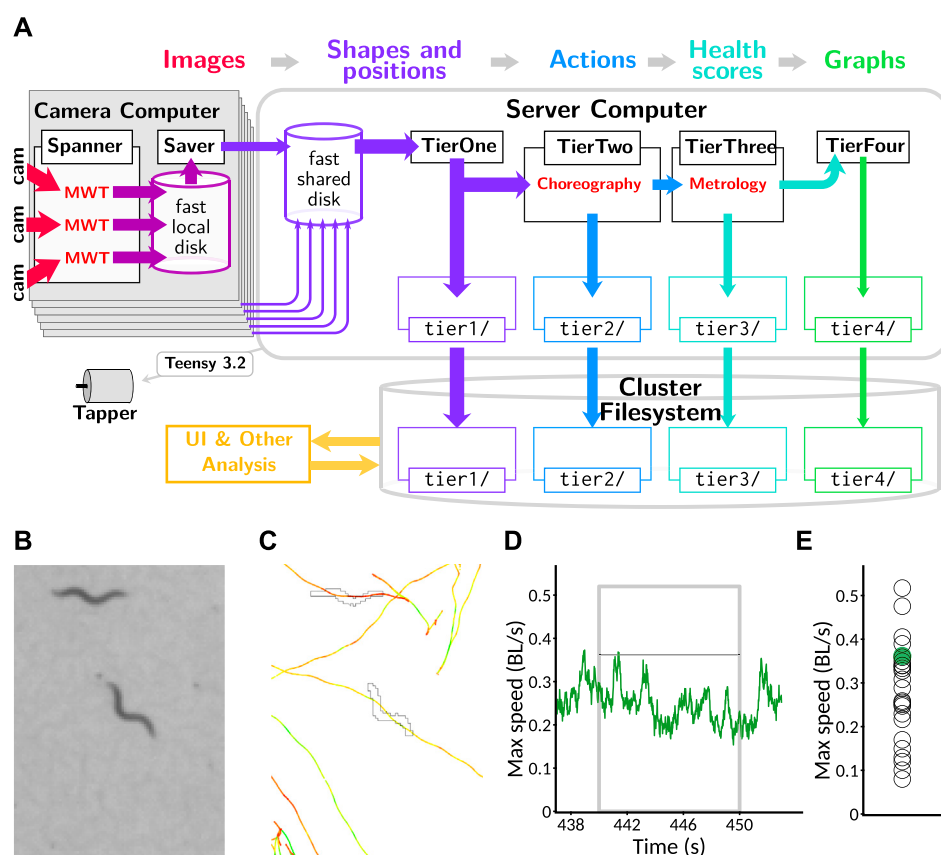 A
Images
Shapes and
positions
Actions
Health
scores
Graphs
Camera Computer
Server Computer
Spanner
Saver
TierOne
TierTwo
TierThree
TierFour
cam
cam
cam
MWT
MWT
MWT
fast
local
disk
fast
shared
disk
Choreography
Metrology
tier1/
tier2/
tier3/
tier4/
Teensy 3.2
Tapper
Cluster
Filesystem
UI & Other
Analysis
tier1/
tier2/
tier3/
tier4/
B
C
D
E
Max speed (BL/s)
0.5
0.4
0.3
0.2
0.1
0
438
442
446
450
Time (s)
Max speed (BL/s)
0.5
0.4
0.3
0.2
0.1
0